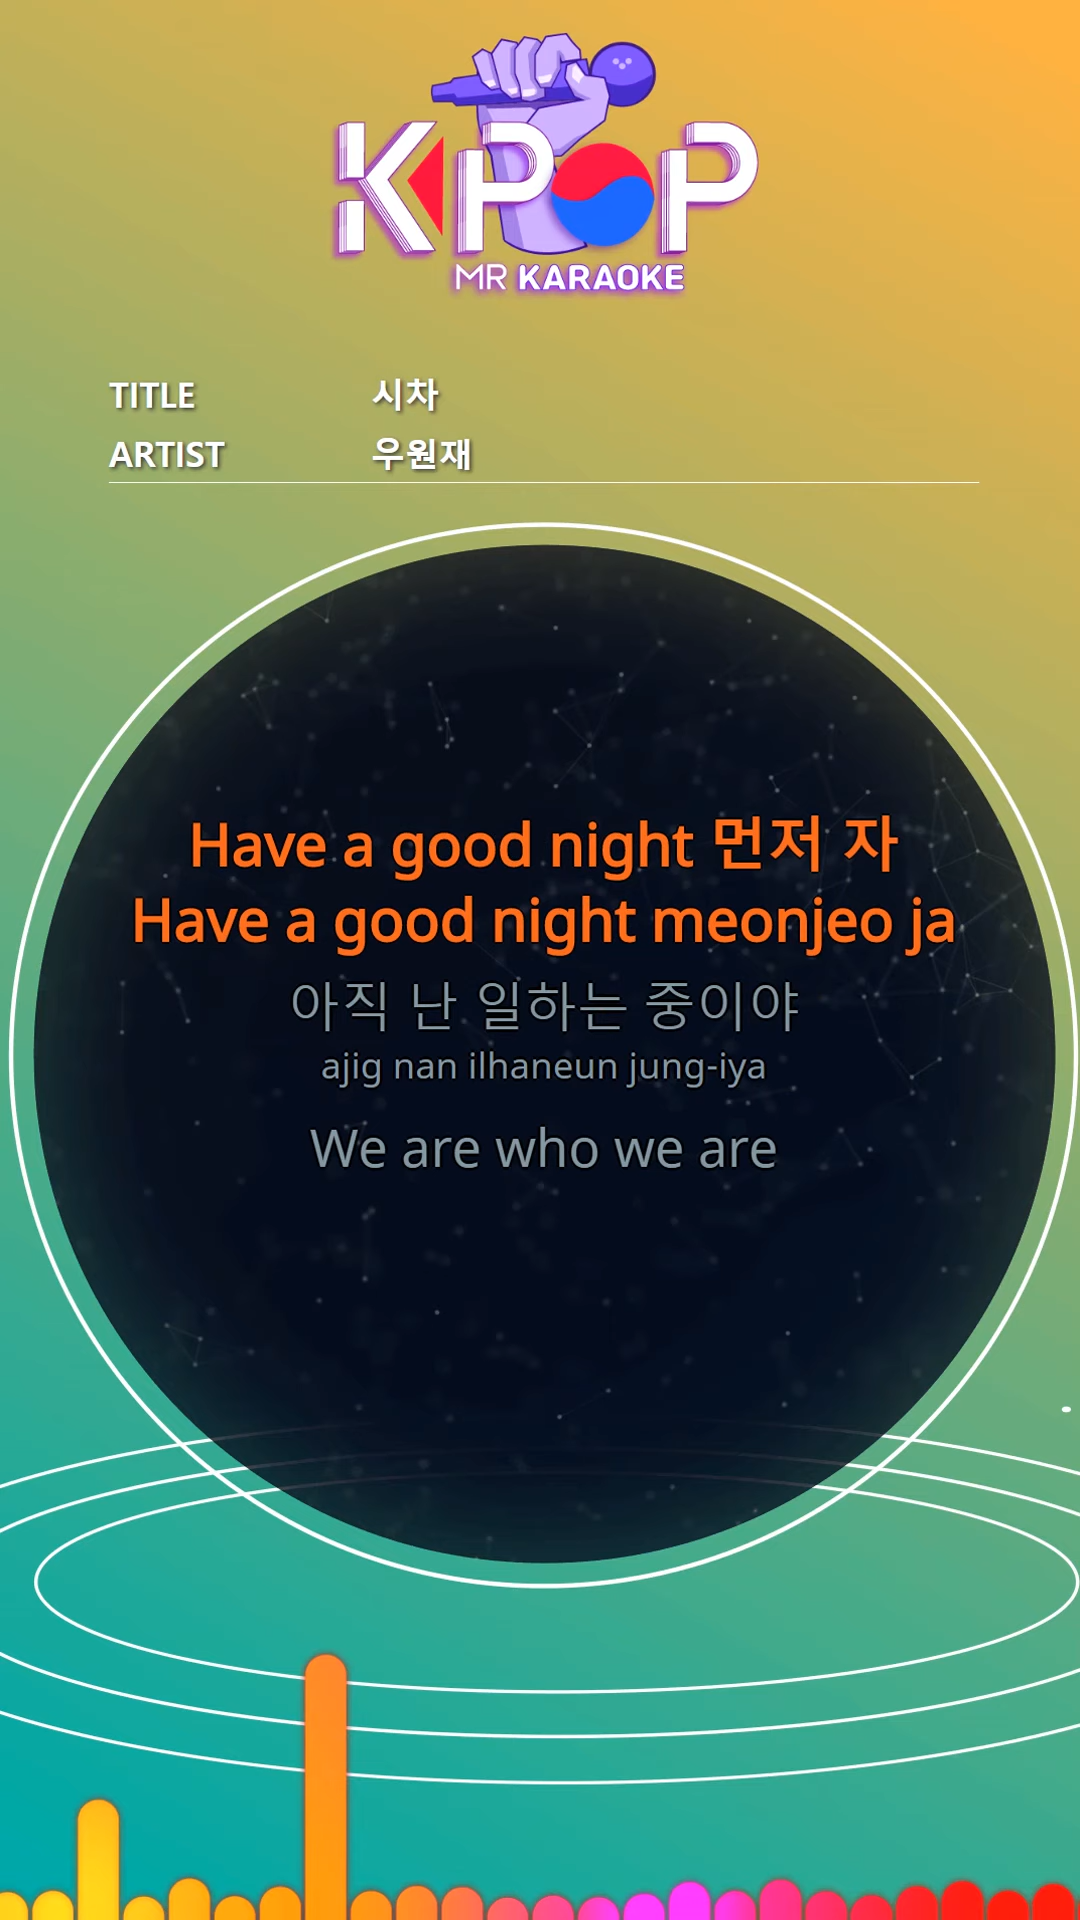 KPOP
MR KARAOKE
TITLE 시차
ARTIST 우원재
Have a good night 먼저 자
Have a good night meonjeo ja
아직 난 일하는 중이야
ajig nan ilhaneun jung-iya
We are who we are